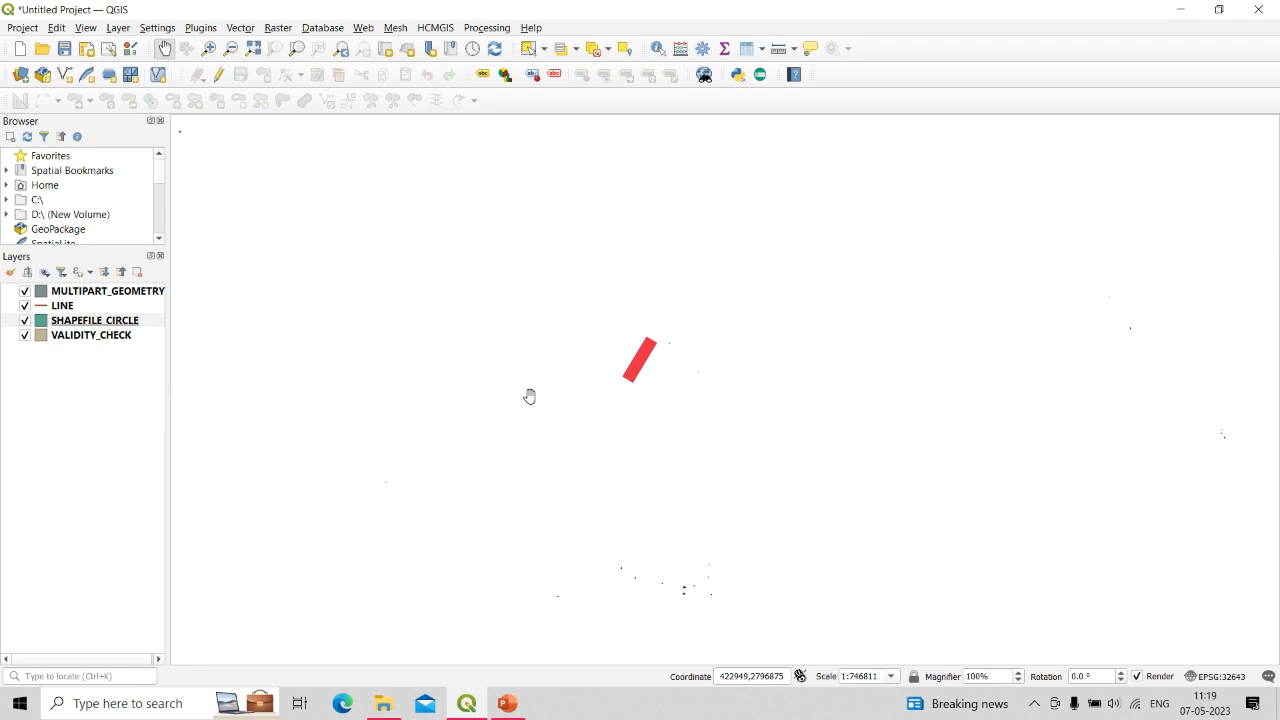 *Untitled Project — QGIS
Project Edit View Layer Settings Plugins Vector Raster Database Web Mesh HCMGIS Processing Help
Browser
Favorites
Spatial Bookmarks
Home
C:\
D:\ (New Volume)
GeoPackage
SpatiaLite
Layers
MULTIPART_GEOMETRY
LINE
SHAPEFILE_CIRCLE
VALIDITY_CHECK
Type to locate (Ctrl+K)
Coordinate 422949,2796875 Scale 1:746811 Magnifier 100% Rotation 0.0 ° Render EPSG:32643
Type here to search
Breaking news
ENG
11:19
07-05-2023